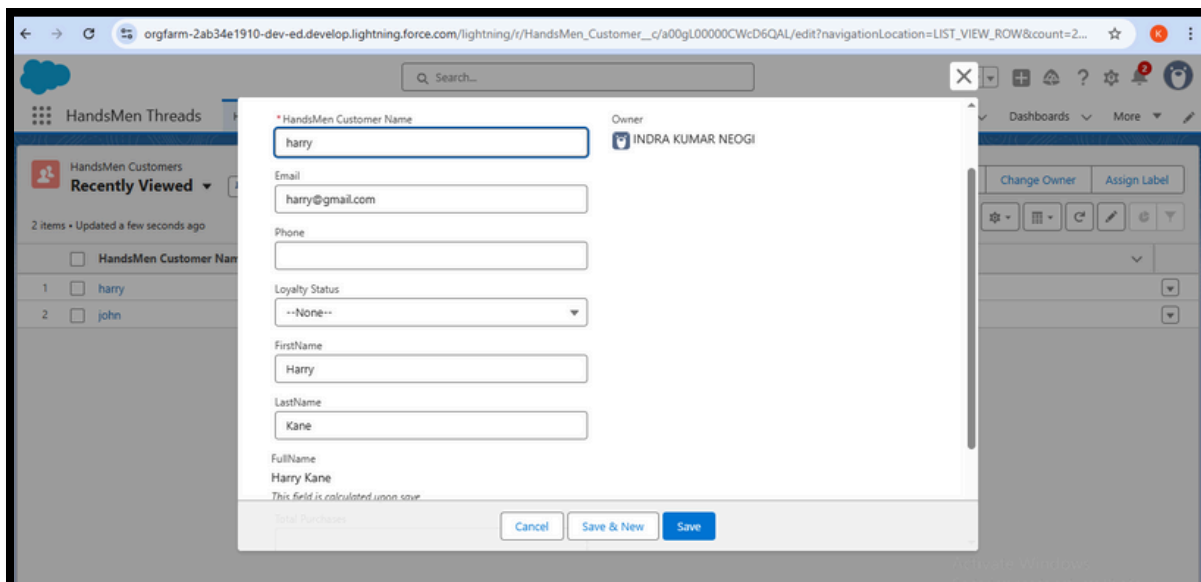 orgfarm-2ab34e1910-dev-ed.develop.lightning.force.com/lightning/r/HandsMen_Customer__c/a00gL00000CWcD6QAL/edit?navigationLocation=LIST_VIEW_ROW&count=2...
K
Search...
2
HandsMen Threads
H
Dashboards
More
HandsMen Customers
Recently Viewed
Change Owner
Assign Label
2 items • Updated a few seconds ago
HandsMen Customer Nam
1 harry
2 john
*HandsMen Customer Name
harry
Owner
INDRA KUMAR NEOGI
Email
harry@gmail.com
Phone
Loyalty Status
--None--
FirstName
Harry
LastName
Kane
FullName
Harry Kane
This field is calculated upon save
Total Purchases
Cancel
Save & New
Save
Activate Windows